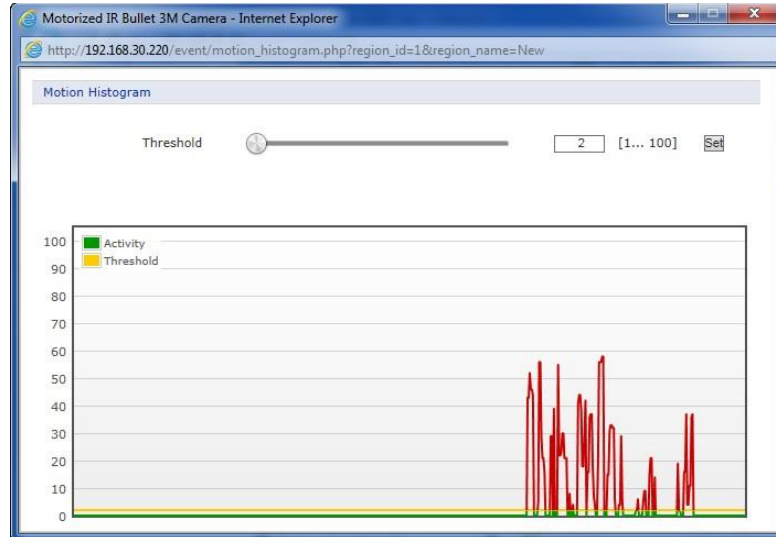 Motorized IR Bullet 3M Camera - Internet Explorer
http://192.168.30.220/event/motion_histogram.php?region_id=1&region_name=New
Motion Histogram
Threshold 2 [1... 100] Set
Activity
Threshold
100
90
80
70
60
50
40
30
20
10
0